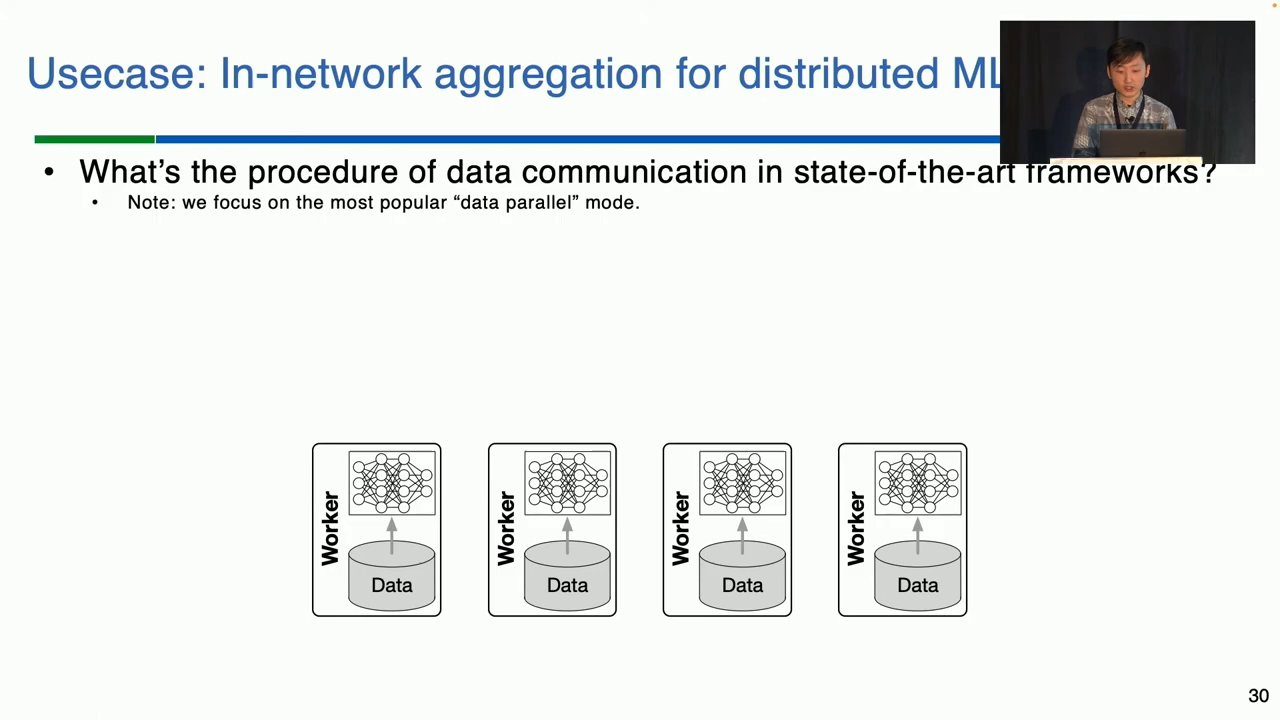 Usecase: In-network aggregation for distributed ML
• What's the procedure of data communication in state-of-the-art frameworks?
• Note: we focus on the most popular “data parallel” mode.
Worker
Data
Worker
Data
Worker
Data
Worker
Data
30